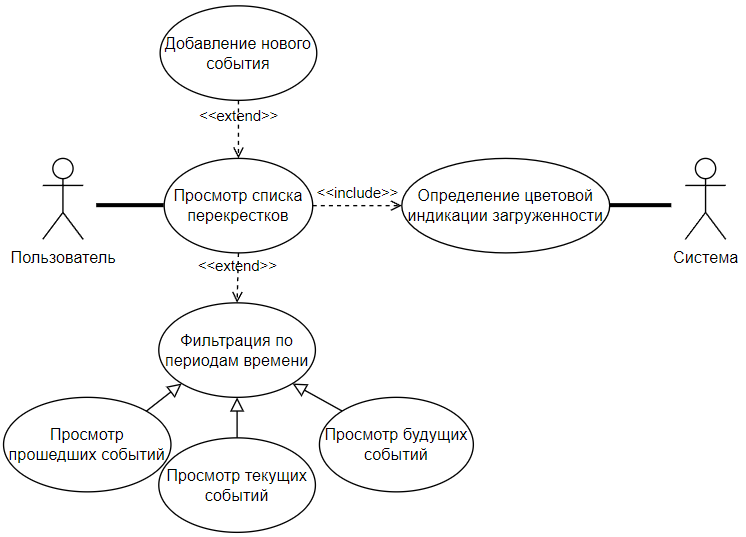 Добавление нового
события
<<extend>>
Просмотр списка
перекрестков
<<include>>
Определение цветовой
индикации загруженности
Пользователь
Система
<<extend>>
Фильтрация по
периодам времени
Просмотр
прошедших событий
Просмотр текущих
событий
Просмотр будущих
событий